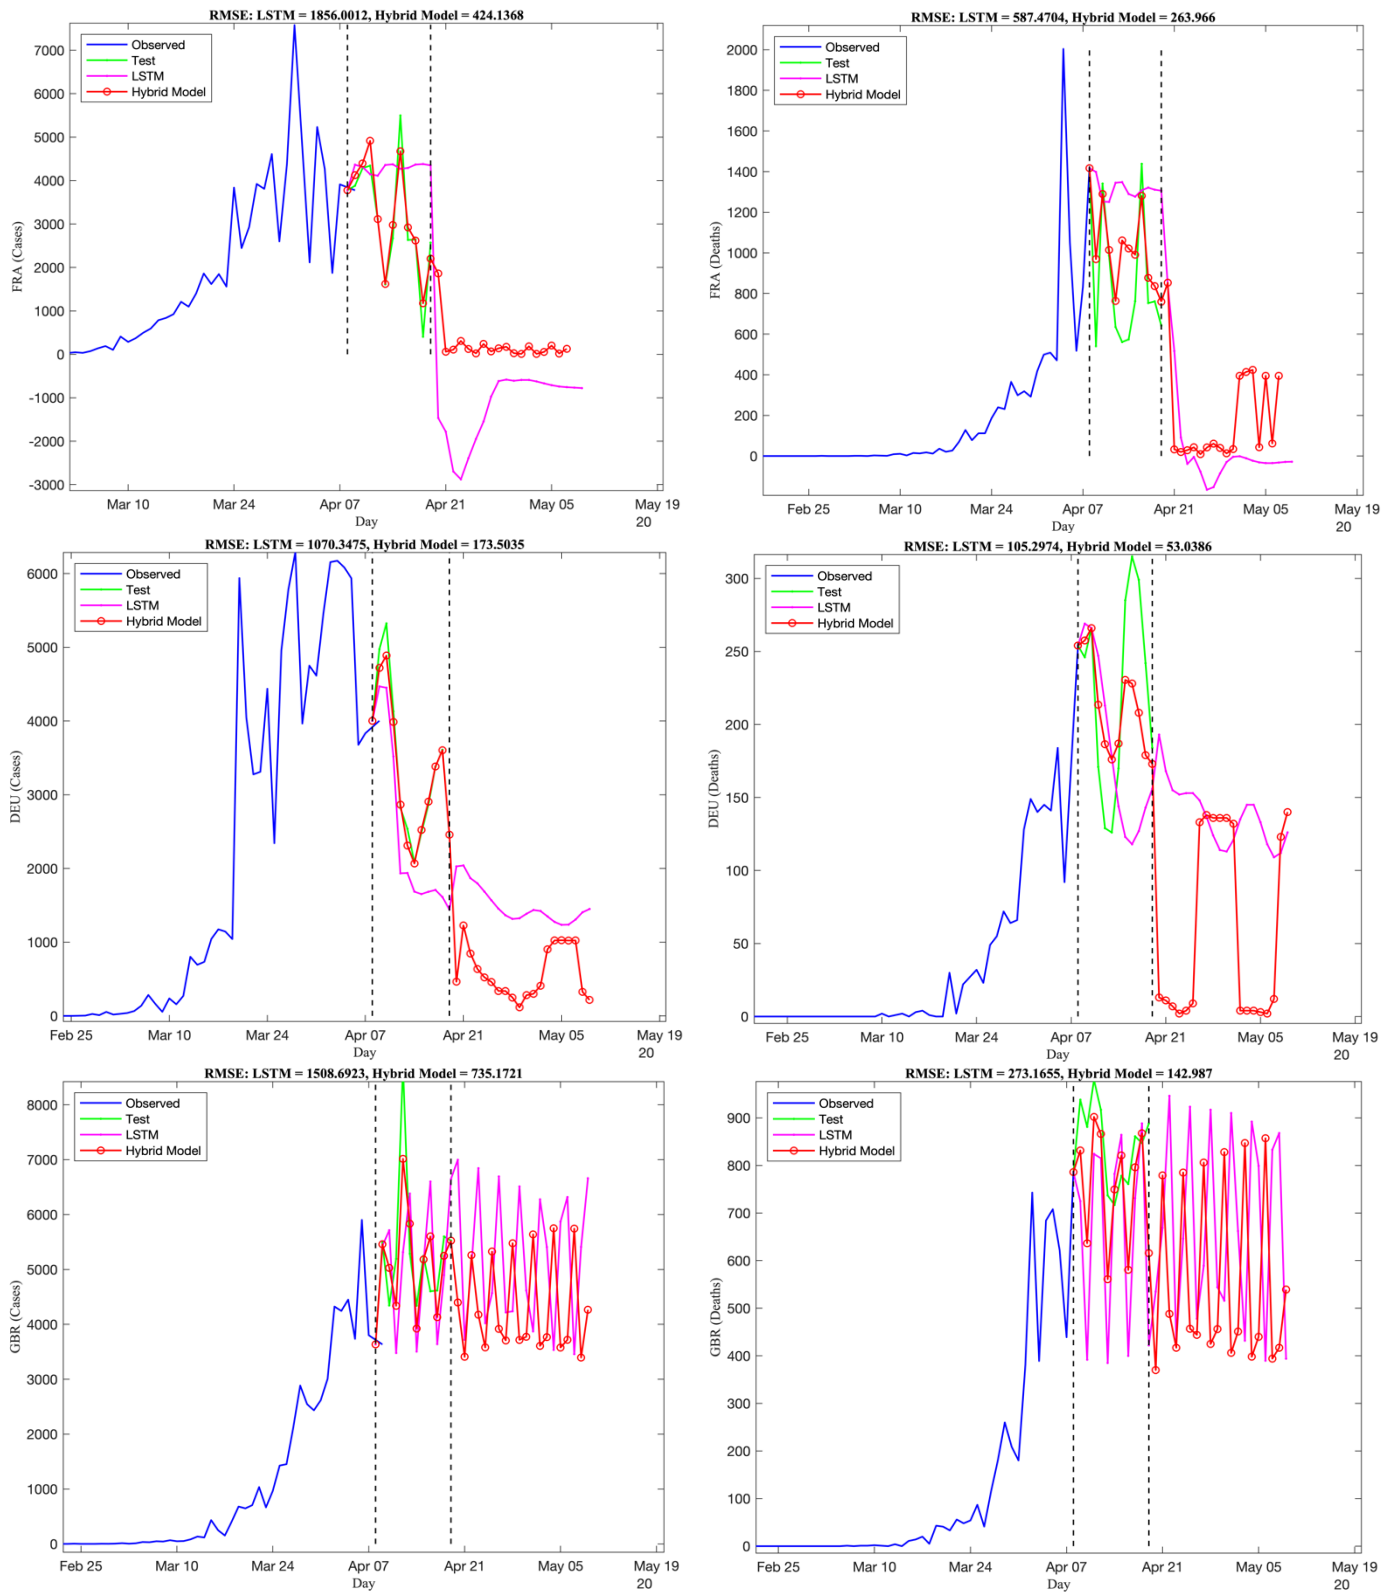 RMSE: LSTM = 1856.0012, Hybrid Model = 424.1368
Observed
Test
LSTM
Hybrid Model
7000
6000
5000
4000
3000
2000
1000
0
-1000
-2000
-3000
FRA (Cases)
Mar 10
Mar 24
Apr 07
Apr 21
May 05
May 19
20
Day
RMSE: LSTM = 587.4704, Hybrid Model = 263.966
Observed
Test
LSTM
Hybrid Model
2000
1800
1600
1400
1200
1000
800
600
400
200
0
FRA (Deaths)
Feb 25
Mar 10
Mar 24
Apr 07
Apr 21
May 05
May 19
20
Day
RMSE: LSTM = 1070.3475, Hybrid Model = 173.5035
Observed
Test
LSTM
Hybrid Model
6000
5000
4000
3000
2000
1000
0
DEU (Cases)
Feb 25
Mar 10
Mar 24
Apr 07
Apr 21
May 05
May 19
20
Day
RMSE: LSTM = 105.2974, Hybrid Model = 53.0386
Observed
Test
LSTM
Hybrid Model
300
250
200
150
100
50
0
DEU (Deaths)
Feb 25
Mar 10
Mar 24
Apr 07
Apr 21
May 05
May 19
20
Day
RMSE: LSTM = 1508.6923, Hybrid Model = 735.1721
Observed
Test
LSTM
Hybrid Model
8000
7000
6000
5000
4000
3000
2000
1000
0
GBR (Cases)
Feb 25
Mar 10
Mar 24
Apr 07
Apr 21
May 05
May 19
20
Day
RMSE: LSTM = 273.1655, Hybrid Model = 142.987
Observed
Test
LSTM
Hybrid Model
900
800
700
600
500
400
300
200
100
0
GBR (Deaths)
Feb 25
Mar 10
Mar 24
Apr 07
Apr 21
May 05
May 19
20
Day